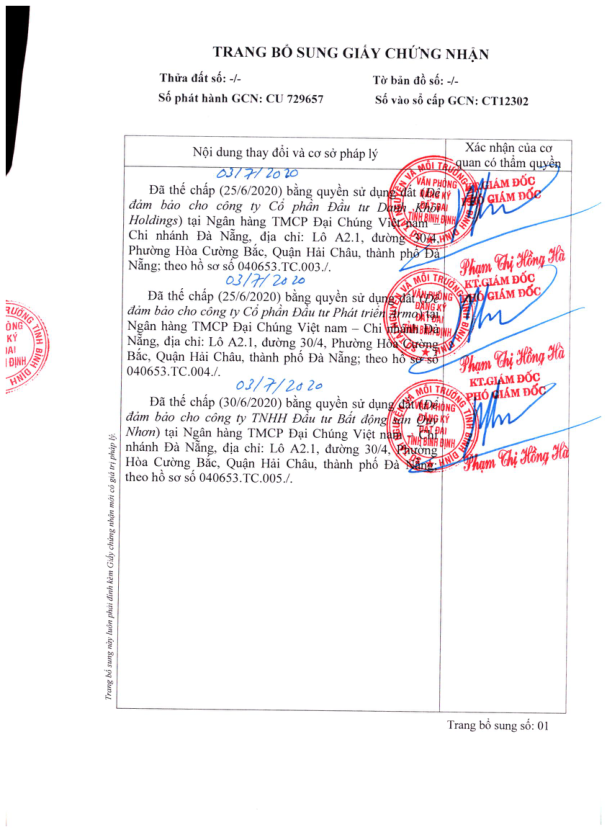 TRANG BỔ SUNG GIẤY CHỨNG NHẬN
Thửa đất số: -/-
Tờ bản đồ số: -/-
Số phát hành GCN: CU 729657
Số vào sổ cấp GCN: CT12302
Nội dung thay đổi và cơ sở pháp lý
Xác nhận của cơ
quan có thẩm quyền
03/7/2020
Đã thế chấp (25/6/2020) bằng quyền sử dụng đất (Để
đảm bảo cho công ty Cổ phần Đầu tư Danh Khôi
Holdings) tại Ngân hàng TMCP Đại Chúng Việt nam –
Chi nhánh Đà Nẵng, địa chỉ: Lô A2.1, đường 30/4,
Phường Hòa Cường Bắc, Quận Hải Châu, thành phố Đà
Nẵng; theo hồ sơ số 040653.TC.003./.
KT.GIÁM ĐỐC
PHÓ GIÁM ĐỐC
Phạm Thị Hồng Hà
03/7/2020
Đã thế chấp (25/6/2020) bằng quyền sử dụng đất (Để
đảm bảo cho công ty Cổ phần Đầu tư Phát triển Armo) tại
Ngân hàng TMCP Đại Chúng Việt nam – Chi nhánh Đà
Nẵng, địa chỉ: Lô A2.1, đường 30/4, Phường Hòa Cường
Bắc, Quận Hải Châu, thành phố Đà Nẵng; theo hồ sơ số
040653.TC.004./.
KT.GIÁM ĐỐC
PHÓ GIÁM ĐỐC
Phạm Thị Hồng Hà
03/7/2020
Đã thế chấp (30/6/2020) bằng quyền sử dụng đất (Để
đảm bảo cho công ty TNHH Đầu tư Bất động sản Quy
Nhơn) tại Ngân hàng TMCP Đại Chúng Việt nam – Chi
nhánh Đà Nẵng, địa chỉ: Lô A2.1, đường 30/4, Phường
Hòa Cường Bắc, Quận Hải Châu, thành phố Đà Nẵng;
theo hồ sơ số 040653.TC.005./.
KT.GIÁM ĐỐC
PHÓ GIÁM ĐỐC
Phạm Thị Hồng Hà
VĂN PHÒNG
ĐĂNG KÝ
ĐẤT ĐAI
TỈNH BÌNH ĐỊNH
Trang bổ sung này luôn phải đính kèm Giấy chứng nhận mới có giá trị pháp lý.
Trang bổ sung số: 01